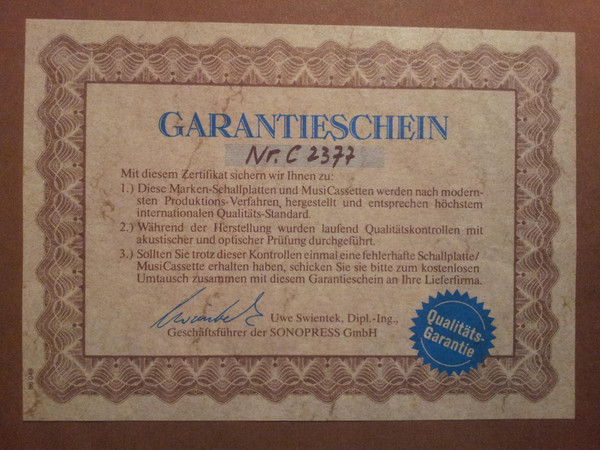 GARANTIESCHEIN
Nr. C 2377
Mit diesem Zertifikat sichern wir Ihnen zu:
1.) Diese Marken-Schallplatten und MusiCassetten werden nach modern-
sten Produktions-Verfahren, hergestellt und entsprechen höchstem
internationalen Qualitäts-Standard.
2.) Während der Herstellung wurden laufend Qualitätskontrollen mit
akustischer und optischer Prüfung durchgeführt.
3.) Sollten Sie trotz dieser Kontrollen einmal eine fehlerhafte Schallplatte/
MusiCassette erhalten haben, schicken Sie sie bitte zum kostenlosen
Umtausch zusammen mit diesem Garantieschein an Ihre Lieferfirma.
Uwe Swientek, Dipl.-Ing.,
Geschäftsführer der SONOPRESS GmbH
Qualitäts-
Garantie